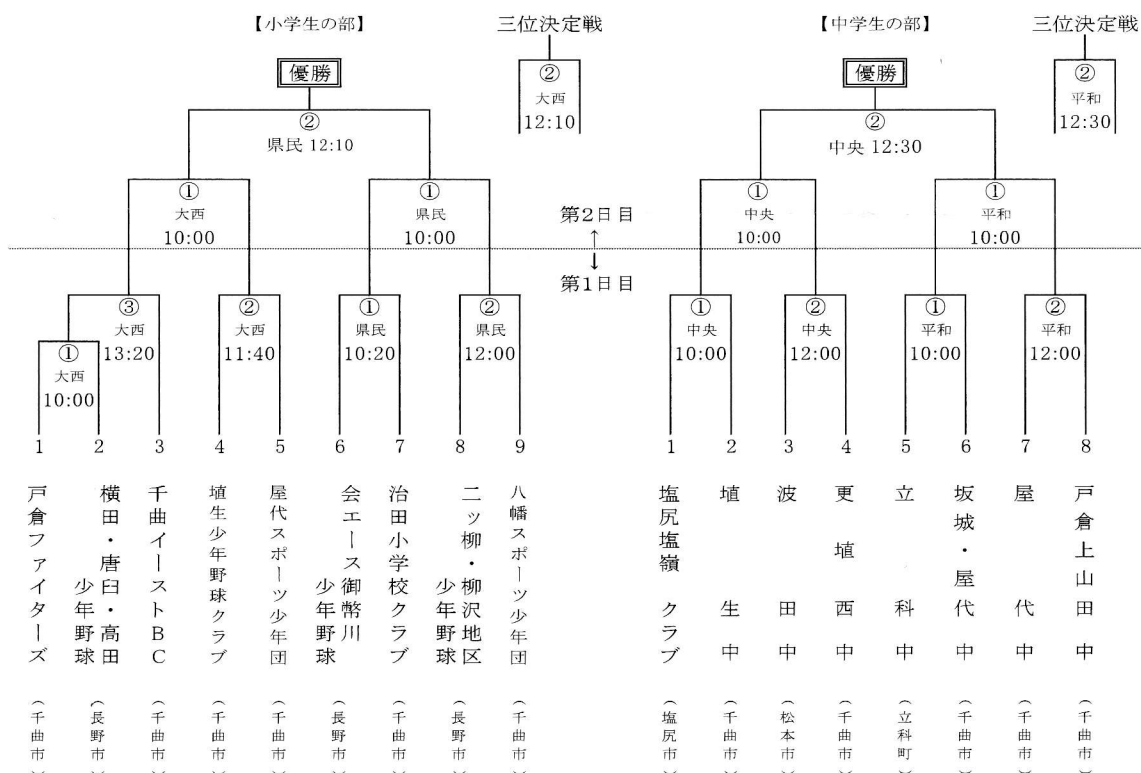 【小学生の部】
三位決定戦
優勝
②
大西
12:10
②
県民 12:10
①
大西
10:00
①
県民
10:00
③
大西
13:20
②
大西
11:40
①
県民
10:20
②
県民
12:00
①
大西
10:00
第2日目
↑
↓
第1日目
1
2
3
4
5
6
7
8
9
戸倉ファイターズ
(千曲市)
横田・唐臼・高田
少年野球
(長野市)
千曲イーストBC
(千曲市)
埴生少年野球クラブ
(千曲市)
屋代スポーツ少年団
(千曲市)
会エース御幣川
少年野球
(長野市)
治田小学校クラブ
(千曲市)
二ッ柳・柳沢地区
少年野球
(長野市)
八幡スポーツ少年団
(千曲市)
【中学生の部】
三位決定戦
優勝
②
平和
12:30
②
中央 12:30
①
中央
10:00
①
平和
10:00
①
中央
10:00
②
中央
12:00
①
平和
10:00
②
平和
12:00
1
2
3
4
5
6
7
8
塩尻塩嶺 クラブ
(塩尻市)
埴生中
(千曲市)
波田中
(松本市)
更埴西中
(千曲市)
立科中
(立科町)
坂城・屋代中
(千曲市)
屋代中
(千曲市)
戸倉上山田中
(千曲市)